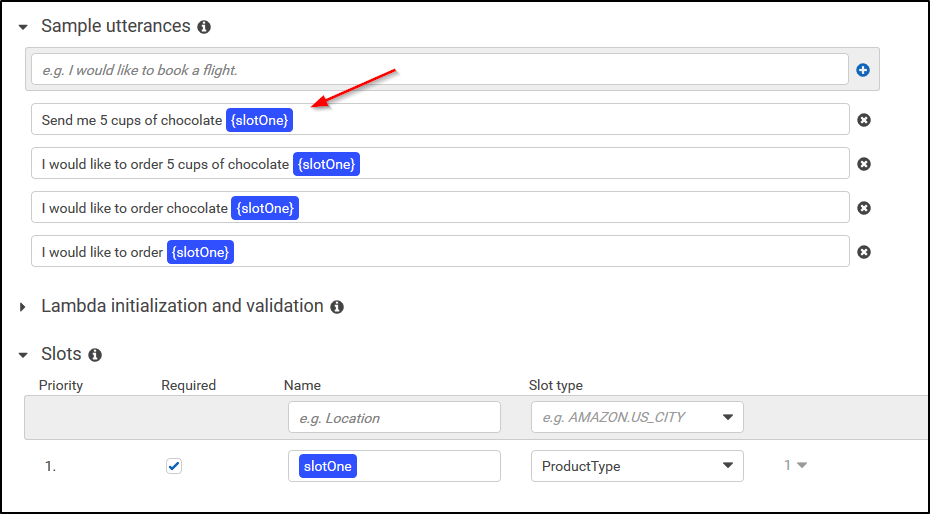 Sample utterances
e.g. I would like to book a flight.
Send me 5 cups of chocolate {slotOne}
I would like to order 5 cups of chocolate {slotOne}
I would like to order chocolate {slotOne}
I would like to order {slotOne}
Lambda initialization and validation
Slots
Priority Required Name Slot type
e.g. Location e.g. AMAZON.US_CITY
1. slotOne ProductType 1